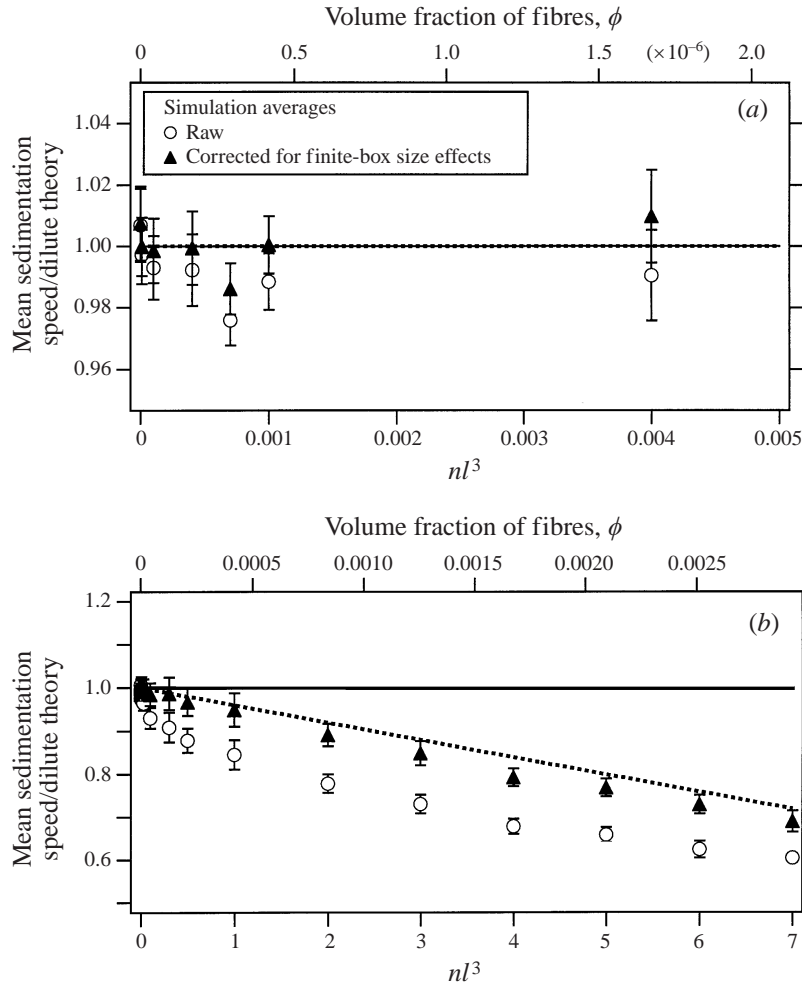 Volume fraction of fibres, ϕ
0 0.5 1.0 1.5 (×10⁻⁶) 2.0
(a)
Simulation averages
Raw
Corrected for finite-box size effects
Mean sedimentation
speed/dilute theory
1.04
1.02
1.00
0.98
0.96
0 0.001 0.002 0.003 0.004 0.005
nl³
Volume fraction of fibres, ϕ
0 0.0005 0.0010 0.0015 0.0020 0.0025
(b)
Mean sedimentation
speed/dilute theory
1.2
1.0
0.8
0.6
0 1 2 3 4 5 6 7
nl³